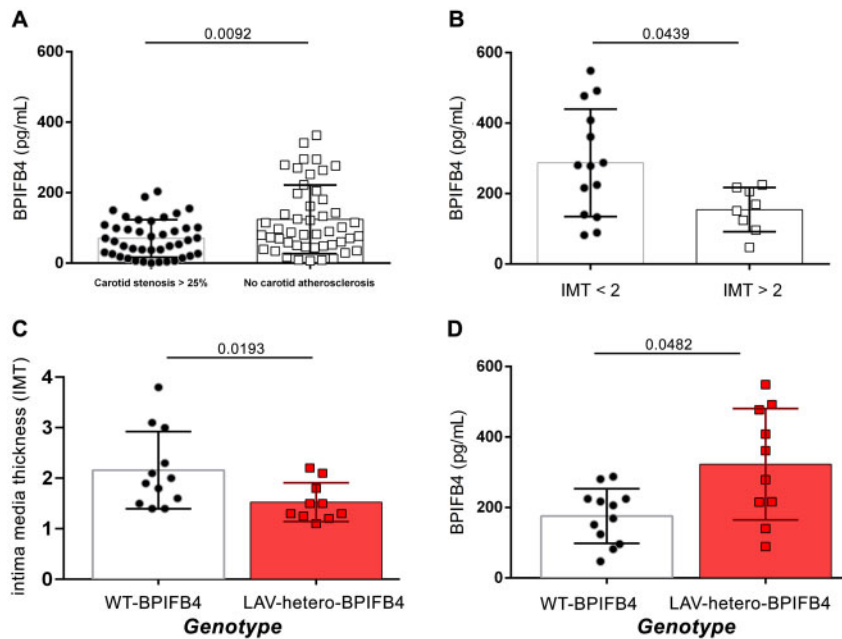 A
0.0092
600
400
200
0
BPIFB4 (pg/mL)
Carotid stenosis > 25%
No carotid atherosclerosis
B
0.0439
600
400
200
0
BPIFB4 (pg/mL)
IMT < 2
IMT > 2
C
0.0193
4
3
2
1
0
intima media thickness (IMT)
WT-BPIFB4
LAV-hetero-BPIFB4
Genotype
D
0.0482
600
400
200
0
BPIFB4 (pg/mL)
WT-BPIFB4
LAV-hetero-BPIFB4
Genotype